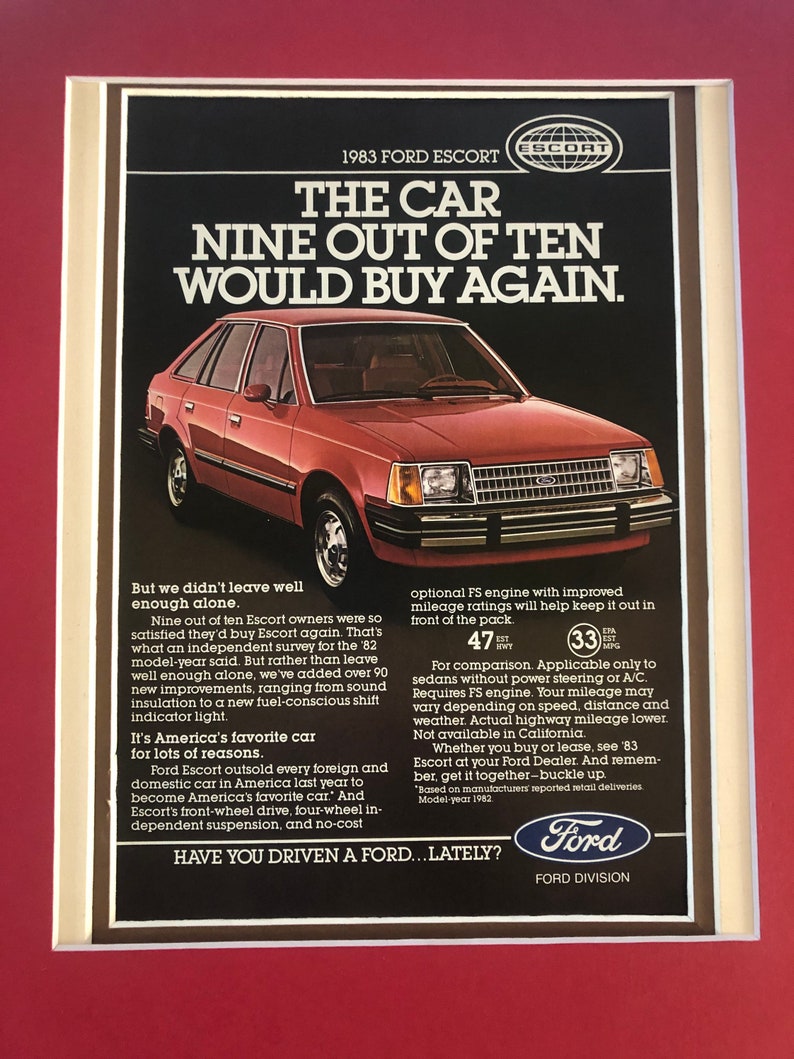 1983 FORD ESCORT
ESCORT
THE CAR
NINE OUT OF TEN
WOULD BUY AGAIN.
Ford
But we didn't leave well
enough alone.
Nine out of ten Escort owners were so
satisfied they'd buy Escort again. That's
what an independent survey for the '82
model-year said. But rather than leave
well enough alone, we've added over 90
new improvements, ranging from sound
insulation to a new fuel-conscious shift
indicator light.
It's America's favorite car
for lots of reasons.
Ford Escort outsold every foreign and
domestic car in America last year to
become America's favorite car.* And
Escort's front-wheel drive, four-wheel in-
dependent suspension, and no-cost
optional FS engine with improved
mileage ratings will help keep it out in
front of the pack.
47 EST HWY 33 EPA EST MPG
For comparison. Applicable only to
sedans without power steering or A/C.
Requires FS engine. Your mileage may
vary depending on speed, distance and
weather. Actual highway mileage lower.
Not available in California.
Whether you buy or lease, see '83
Escort at your Ford Dealer. And remem-
ber, get it together—buckle up.
*Based on manufacturers' reported retail deliveries.
Model-year 1982.
HAVE YOU DRIVEN A FORD...LATELY?
Ford
FORD DIVISION